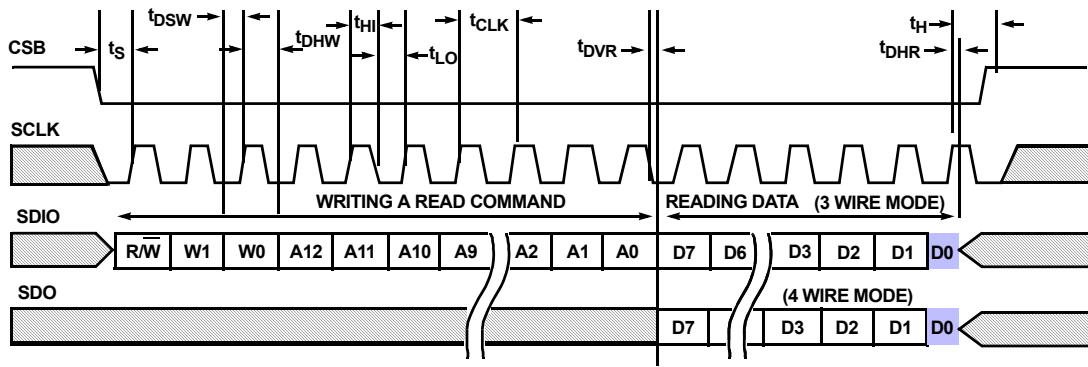 tDSW tHI tCLK tH
CSB tS tDHW tLO tDVR tDHR
SCLK
WRITING A READ COMMAND READING DATA (3 WIRE MODE)
SDIO
R/W̅ W1 W0 A12 A11 A10 A9 A2 A1 A0 D7 D6 D3 D2 D1 D0
SDO (4 WIRE MODE)
D7 D3 D2 D1 D0